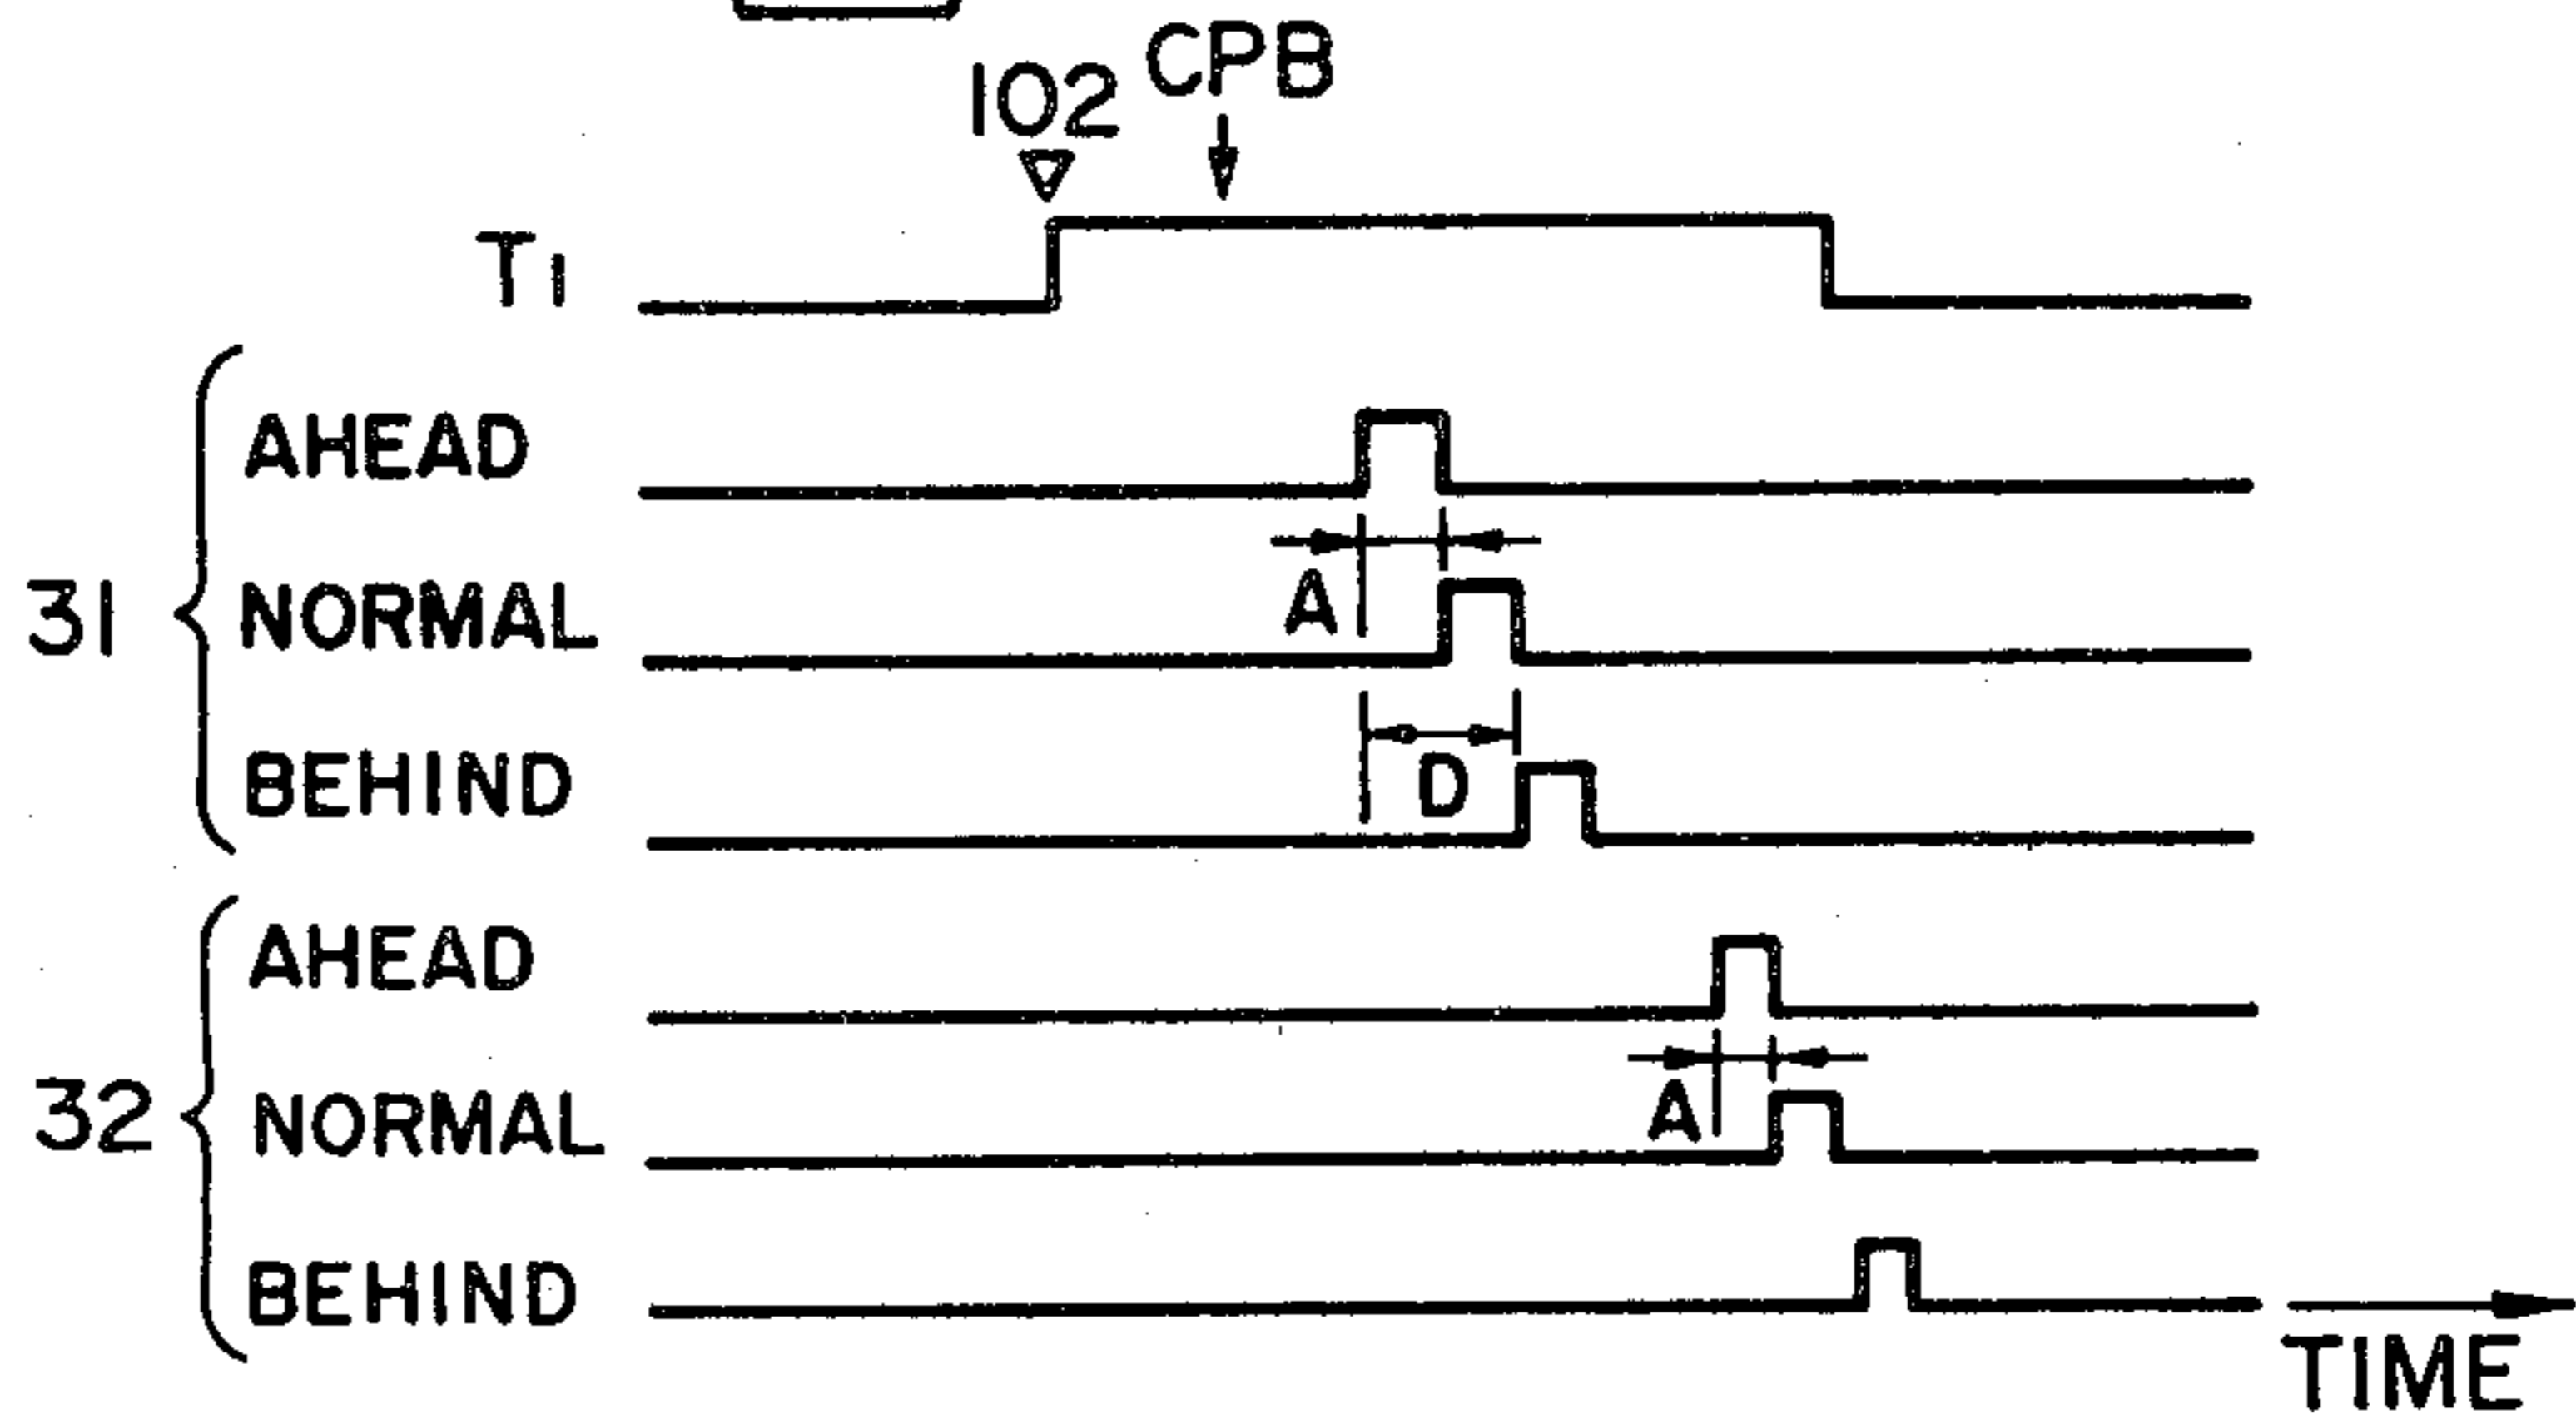 102 CPB
T1
AHEAD
A
31 NORMAL
D
BEHIND
AHEAD
A
32 NORMAL
BEHIND
TIME